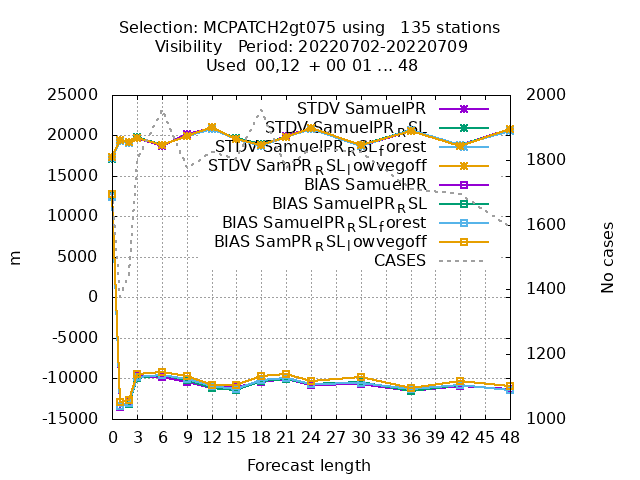 Selection: MCPATCH2gt075 using   135 stations
Visibility   Period: 20220702-20220709
Used  00,12  + 00 01 ... 48
25000
20000
15000
10000
5000
0
-5000
-10000
-15000
m
2000
1800
1600
1400
1200
1000
No cases
STDV SamuelPR
STDV SamuelPR_RSL
STDV SamuelPR_RSL_forest
STDV SamPR_RSL_lowvegoff
BIAS SamuelPR
BIAS SamuelPR_RSL
BIAS SamuelPR_RSL_forest
BIAS SamPR_RSL_lowvegoff
CASES
0 3 6 9 12 15 18 21 24 27 30 33 36 39 42 45 48
Forecast length